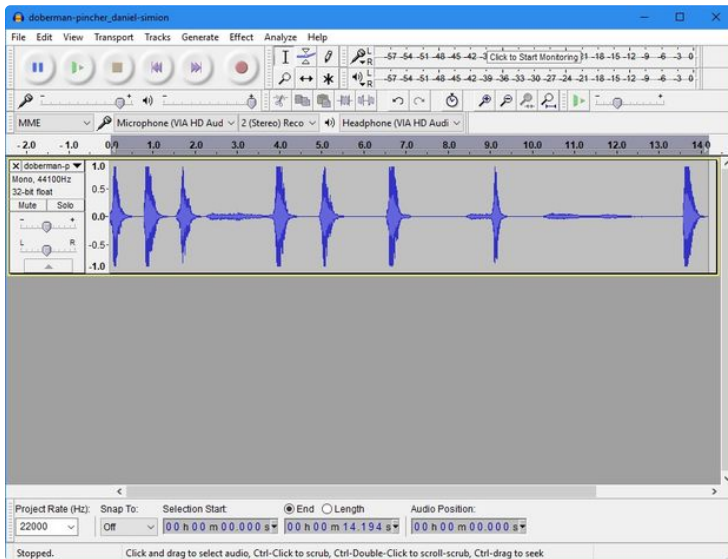 doberman-pincher_daniel-simion
File Edit View Transport Tracks Generate Effect Analyze Help
L R -57 -54 -51 -48 -45 -42 -3 Click to Start Monitoring -18 -15 -12 -9 -6 -3 0
L R -57 -54 -51 -48 -45 -42 -39 -36 -33 -30 -27 -24 -21 -18 -15 -12 -9 -6 -3 0
MME Microphone (VIA HD Aud 2 (Stereo) Reco Headphone (VIA HD Audi
-2.0 -1.0 0.0 1.0 2.0 3.0 4.0 5.0 6.0 7.0 8.0 9.0 10.0 11.0 12.0 13.0 14.0
X doberman-p 1.0
Mono, 44100Hz
32-bit float 0.5
Mute Solo
- + 0.0
L R -0.5
-1.0
Project Rate (Hz): Snap To: Selection Start: End Length Audio Position:
22000 Off 00 h 00 m 00.000 s 00 h 00 m 14.194 s 00 h 00 m 00.000 s
Stopped. Click and drag to select audio, Ctrl-Click to scrub, Ctrl-Double-Click to scroll-scrub, Ctrl-drag to seek